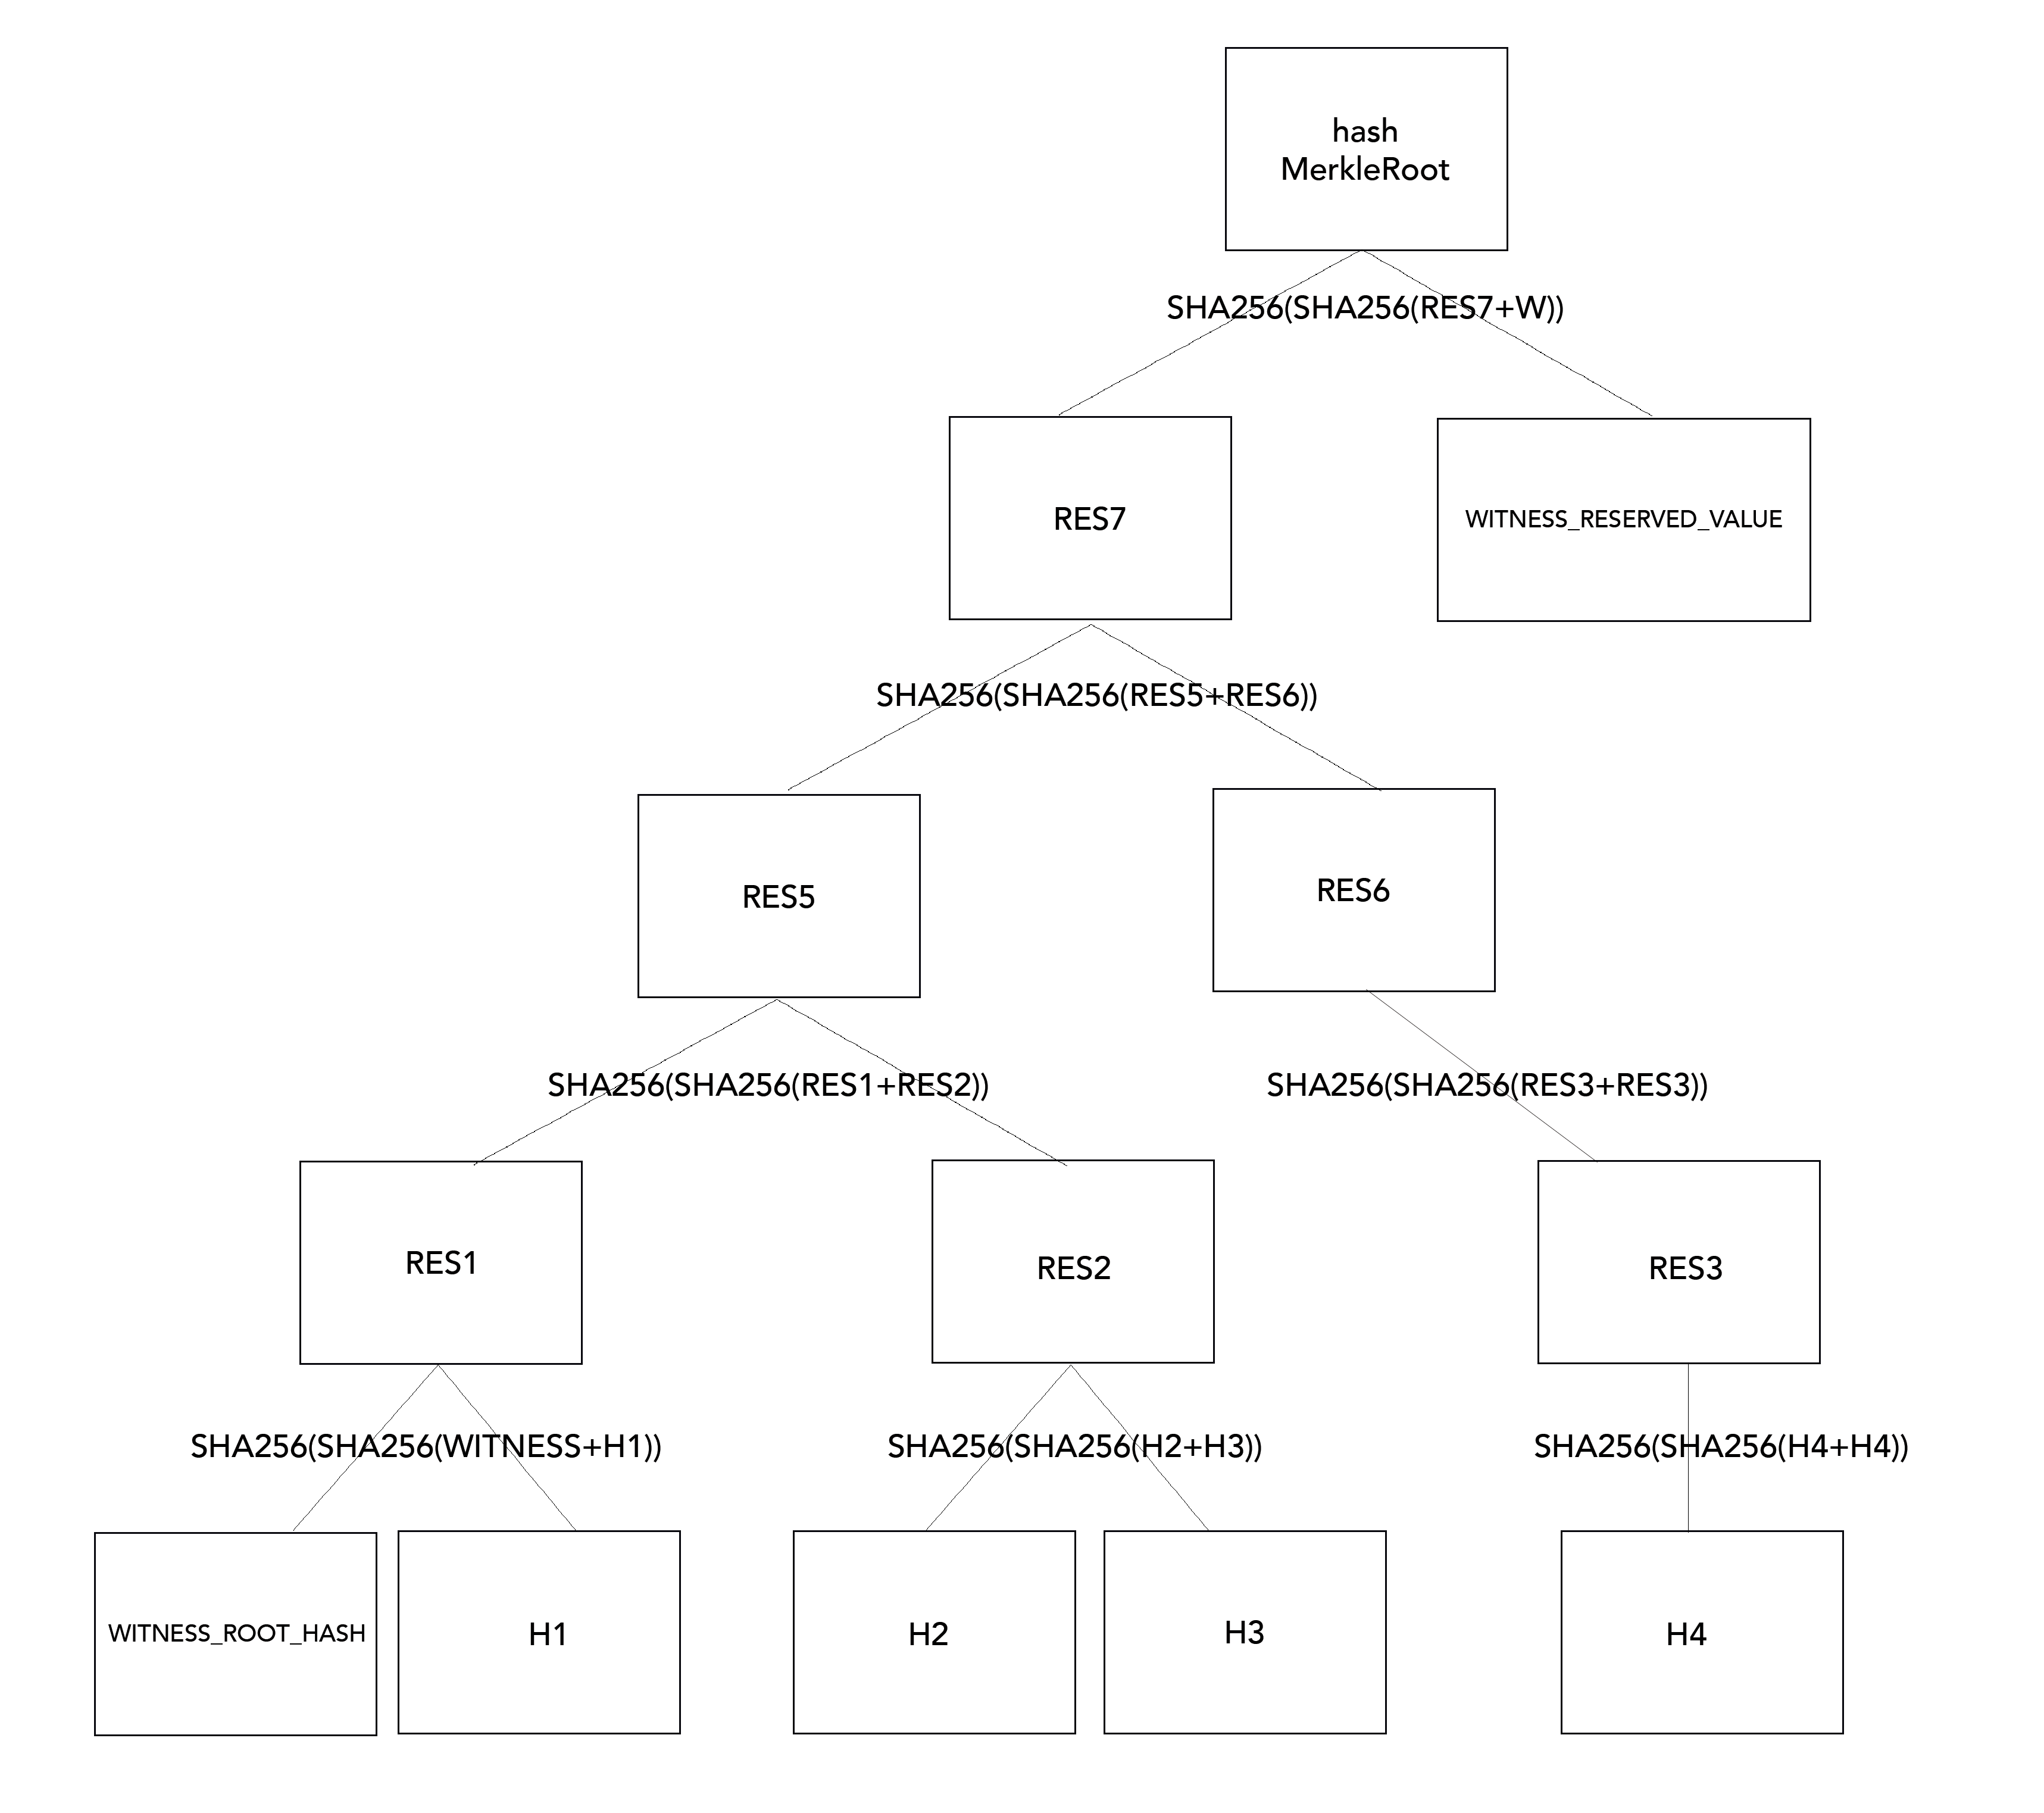 hash
MerkleRoot
SHA256(SHA256(RES7+W))
RES7
WITNESS_RESERVED_VALUE
SHA256(SHA256(RES5+RES6))
RES5
RES6
SHA256(SHA256(RES1+RES2))
SHA256(SHA256(RES3+RES3))
RES1
RES2
RES3
SHA256(SHA256(WITNESS+H1))
SHA256(SHA256(H2+H3))
SHA256(SHA256(H4+H4))
WITNESS_ROOT_HASH
H1
H2
H3
H4